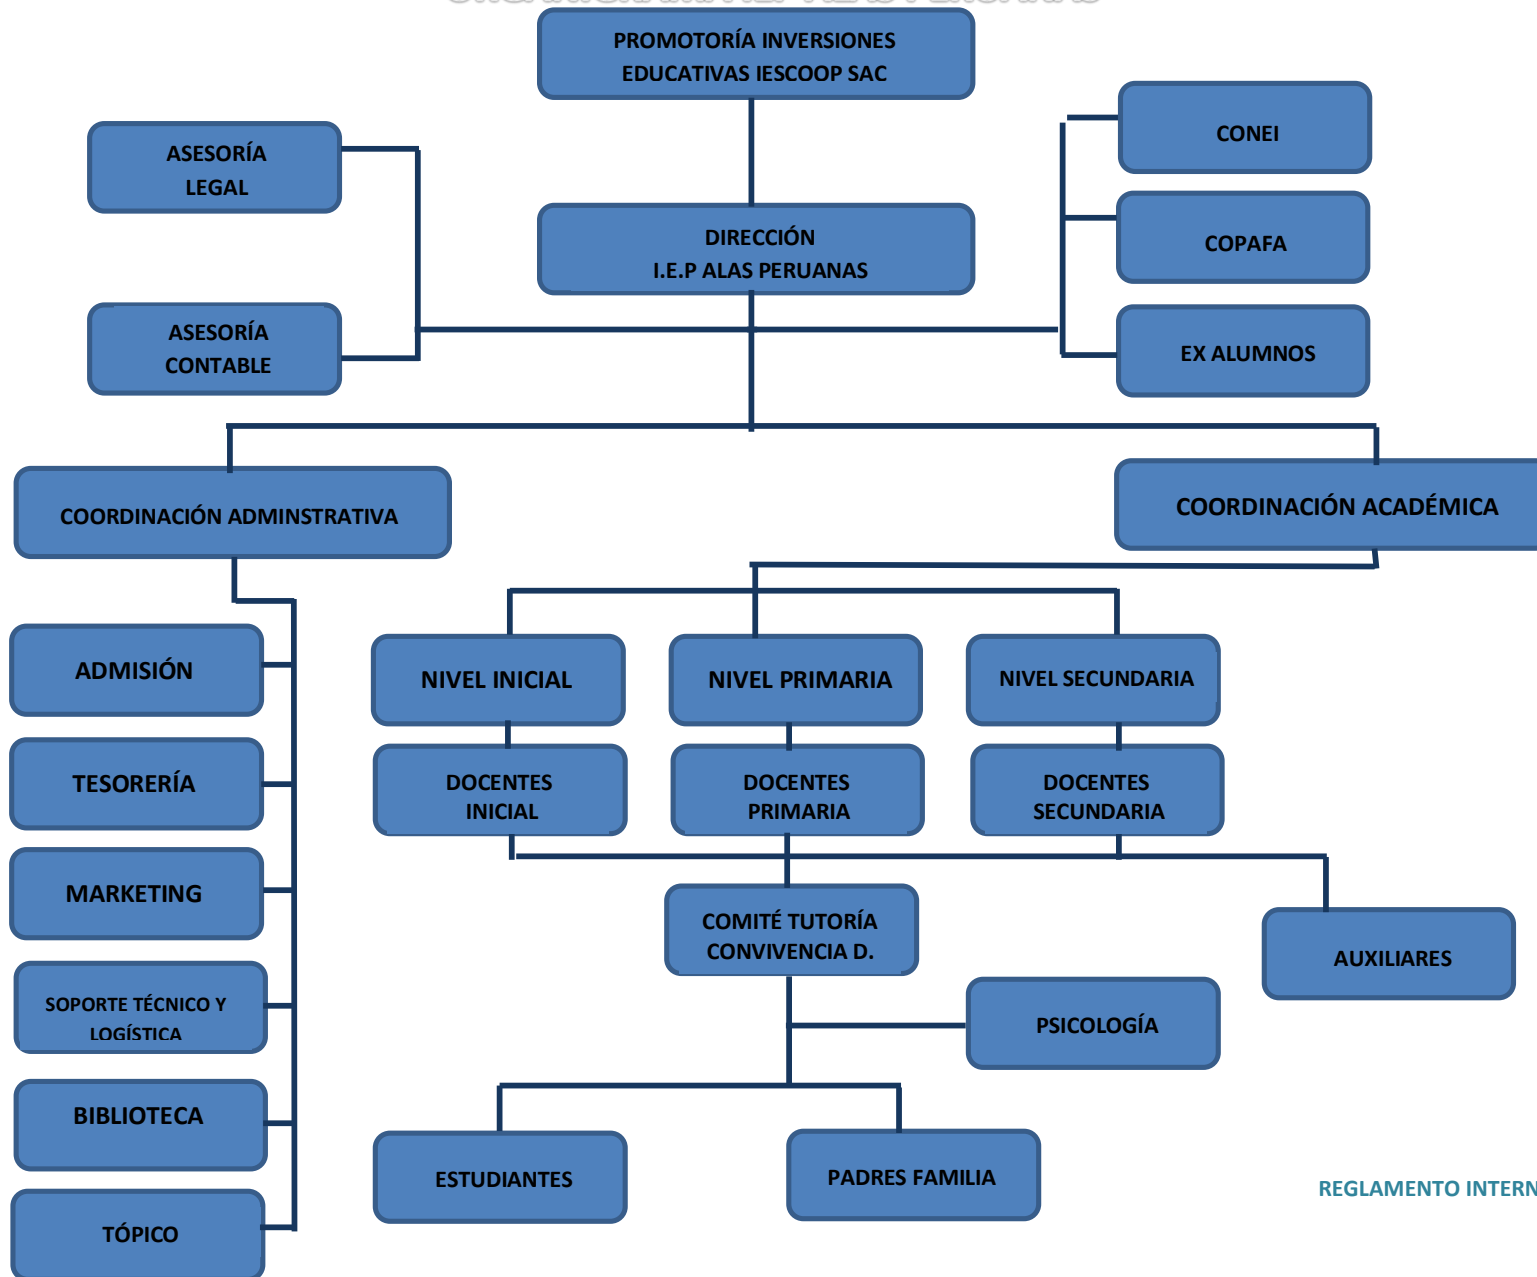 PROMOTORÍA INVERSIONES
EDUCATIVAS IESCOOP SAC
ASESORÍA
LEGAL
CONEI
DIRECCIÓN
I.E.P ALAS PERUANAS
COPAFA
ASESORÍA
CONTABLE
EX ALUMNOS
COORDINACIÓN ADMINSTRATIVA
COORDINACIÓN ACADÉMICA
ADMISIÓN
NIVEL INICIAL
NIVEL PRIMARIA
NIVEL SECUNDARIA
TESORERÍA
DOCENTES
INICIAL
DOCENTES
PRIMARIA
DOCENTES
SECUNDARIA
MARKETING
COMITÉ TUTORÍA
CONVIVENCIA D.
AUXILIARES
SOPORTE TÉCNICO Y
LOGÍSTICA
PSICOLOGÍA
BIBLIOTECA
ESTUDIANTES
PADRES FAMILIA
REGLAMENTO INTERN
TÓPICO